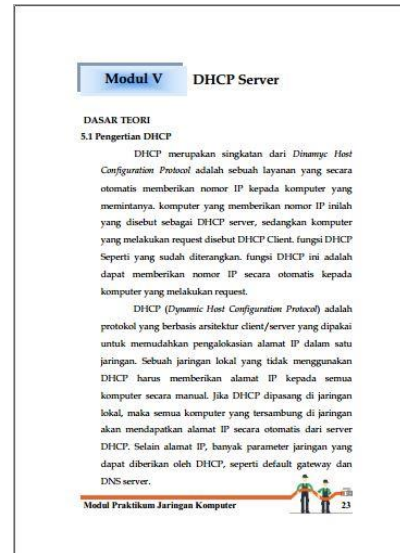 Modul V
DHCP Server
DASAR TEORI
5.1 Pengertian DHCP
DHCP merupakan singkatan dari Dinamyc Host
Configuration Protocol adalah sebuah layanan yang secara
otomatis memberikan nomor IP kepada komputer yang
memintanya. komputer yang memberikan nomor IP inilah
yang disebut sebagai DHCP server, sedangkan komputer
yang melakukan request disebut DHCP Client. fungsi DHCP
Seperti yang sudah diterangkan. fungsi DHCP ini adalah
dapat memberikan nomor IP secara otomatis kepada
komputer yang melakukan request.
DHCP (Dynamic Host Configuration Protocol) adalah
protokol yang berbasis arsitektur client/server yang dipakai
untuk memudahkan pengalokasian alamat IP dalam satu
jaringan. Sebuah jaringan lokal yang tidak menggunakan
DHCP harus memberikan alamat IP kepada semua
komputer secara manual. Jika DHCP dipasang di jaringan
lokal, maka semua komputer yang tersambung di jaringan
akan mendapatkan alamat IP secara otomatis dari server
DHCP. Selain alamat IP, banyak parameter jaringan yang
dapat diberikan oleh DHCP, seperti default gateway dan
DNS server.
Modul Praktikum Jaringan Komputer
23